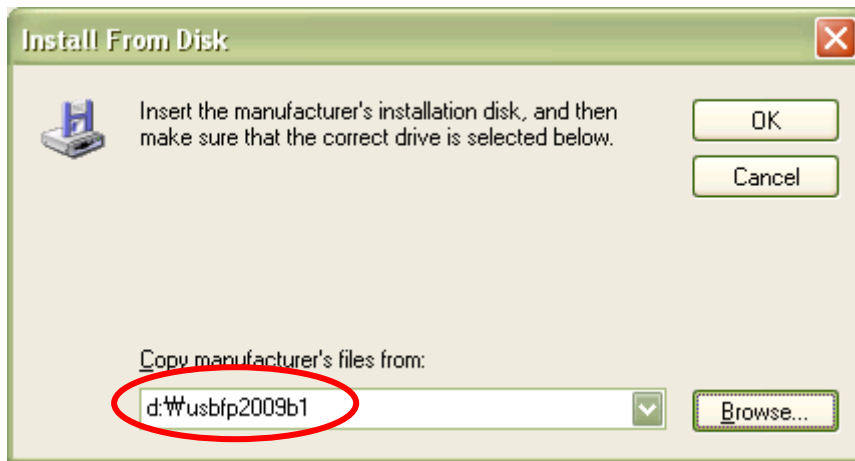 Install From Disk
Insert the manufacturer's installation disk, and then
make sure that the correct drive is selected below.
OK
Cancel
Copy manufacturer's files from:
d:₩usbfp2009b1
Browse...